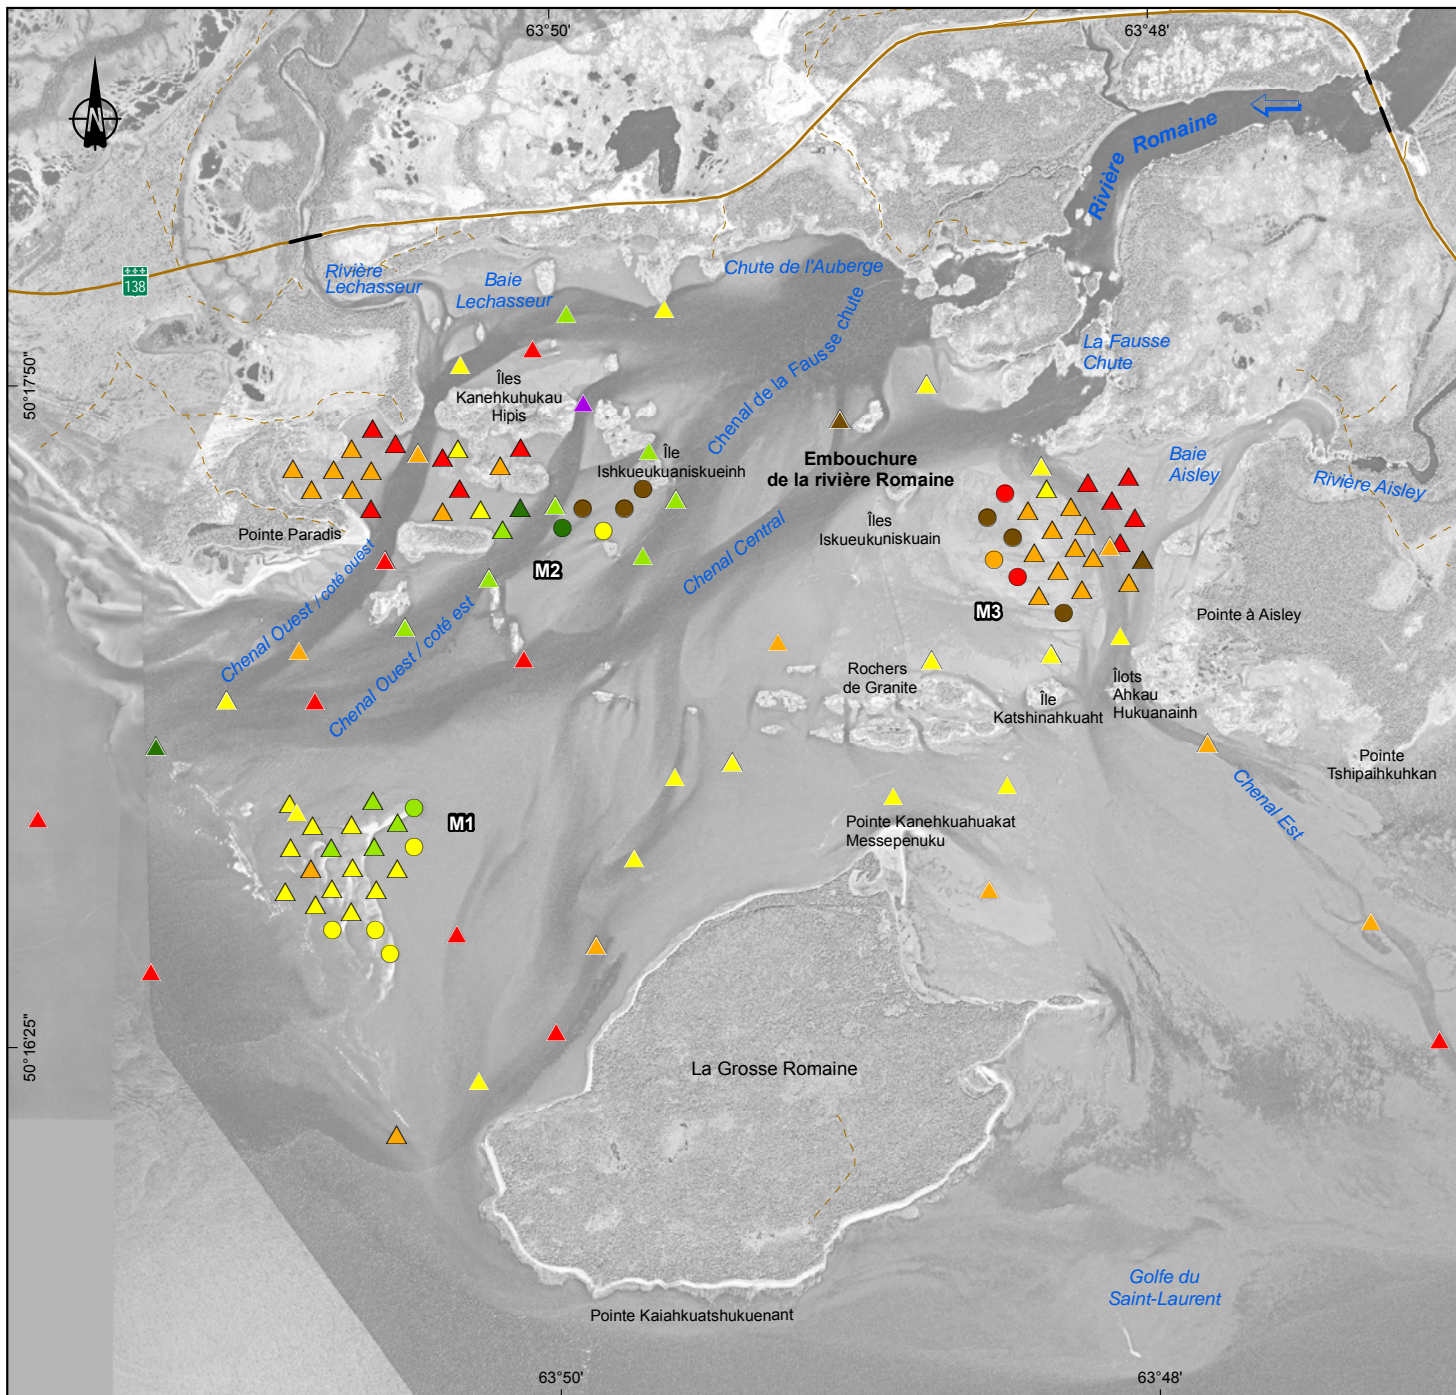 63°50'
63°48'
N
Rivière Romaine
138
Rivière
Lechasseur
Baie
Lechasseur
Chute de l'Auberge
Chenal de la Fausse chute
La Fausse
Chute
50°17'50"
Îles
Kanehkuhukau
Hipis
Île
Ishkueukuaniskueinh
Embouchure
de la rivière Romaine
Baie
Aisley
Rivière Aisley
Pointe Paradis
Îles
Iskueukuniskuain
Chenal Central
M2
M3
Chenal Ouest / coté ouest
Chenal Ouest / coté est
Pointe à Aisley
Rochers
de Granite
Île
Katshinahkuaht
Îlots
Ahkau
Hukuanainh
Pointe
Tshipaihkuhkan
Chenal Est
M1
Pointe Kanehkuahuakat
Messepenuku
50°16'25"
La Grosse Romaine
Golfe du
Saint-Laurent
Pointe Kaiahkuatshukuenant
63°50'
63°48'